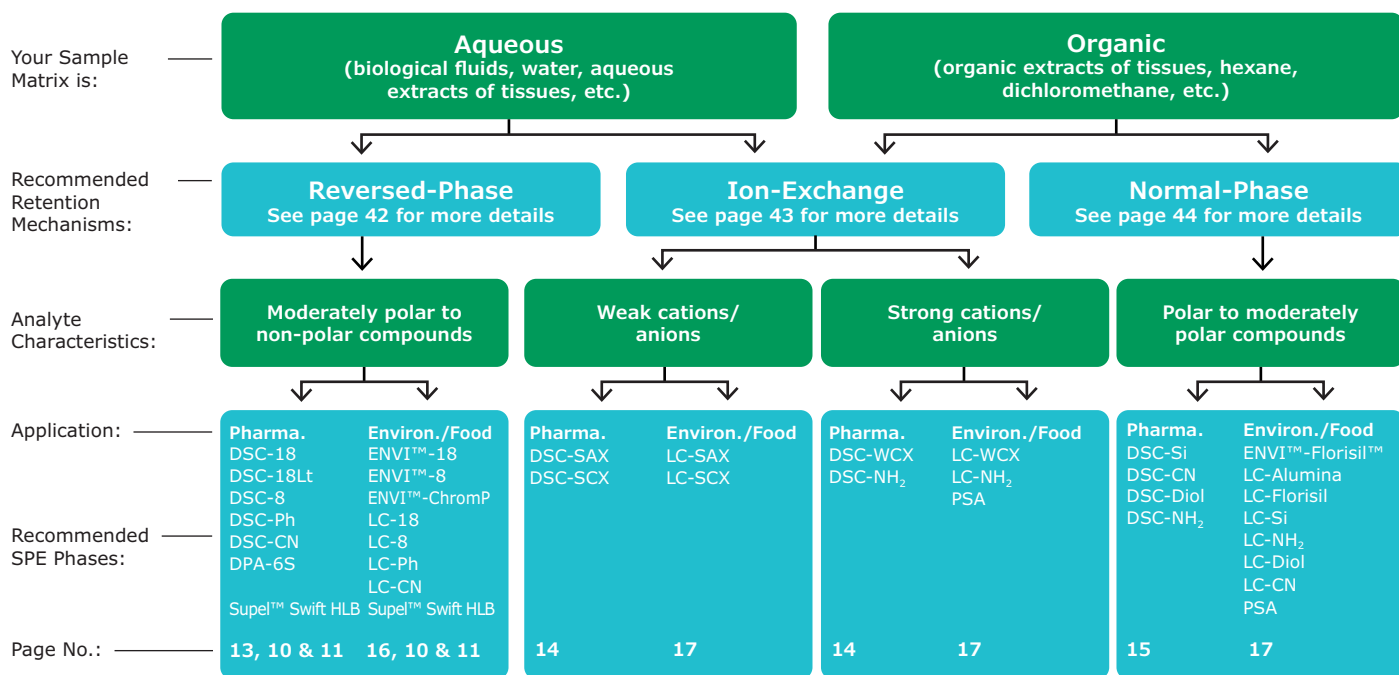 Your Sample
Matrix is:
Aqueous
(biological fluids, water, aqueous
extracts of tissues, etc.)
Organic
(organic extracts of tissues, hexane,
dichloromethane, etc.)
Recommended
Retention
Mechanisms:
Reversed-Phase
See page 42 for more details
Ion-Exchange
See page 43 for more details
Normal-Phase
See page 44 for more details
Analyte
Characteristics:
Moderately polar to
non-polar compounds
Weak cations/
anions
Strong cations/
anions
Polar to moderately
polar compounds
Application:
Recommended
SPE Phases:
Page No.:
Pharma.
DSC-18
DSC-18Lt
DSC-8
DSC-Ph
DSC-CN
DPA-6S
Supel™ Swift HLB
13, 10 & 11
Environ./Food
ENVI™-18
ENVI™-8
ENVI™-ChromP
LC-18
LC-8
LC-Ph
LC-CN
Supel™ Swift HLB
16, 10 & 11
Pharma.
DSC-SAX
DSC-SCX
14
Environ./Food
LC-SAX
LC-SCX
17
Pharma.
DSC-WCX
DSC-NH₂
14
Environ./Food
LC-WCX
LC-NH₂
PSA
17
Pharma.
DSC-Si
DSC-CN
DSC-Diol
DSC-NH₂
15
Environ./Food
ENVI™-Florisil™
LC-Alumina
LC-Florisil
LC-Si
LC-NH₂
LC-Diol
LC-CN
PSA
17